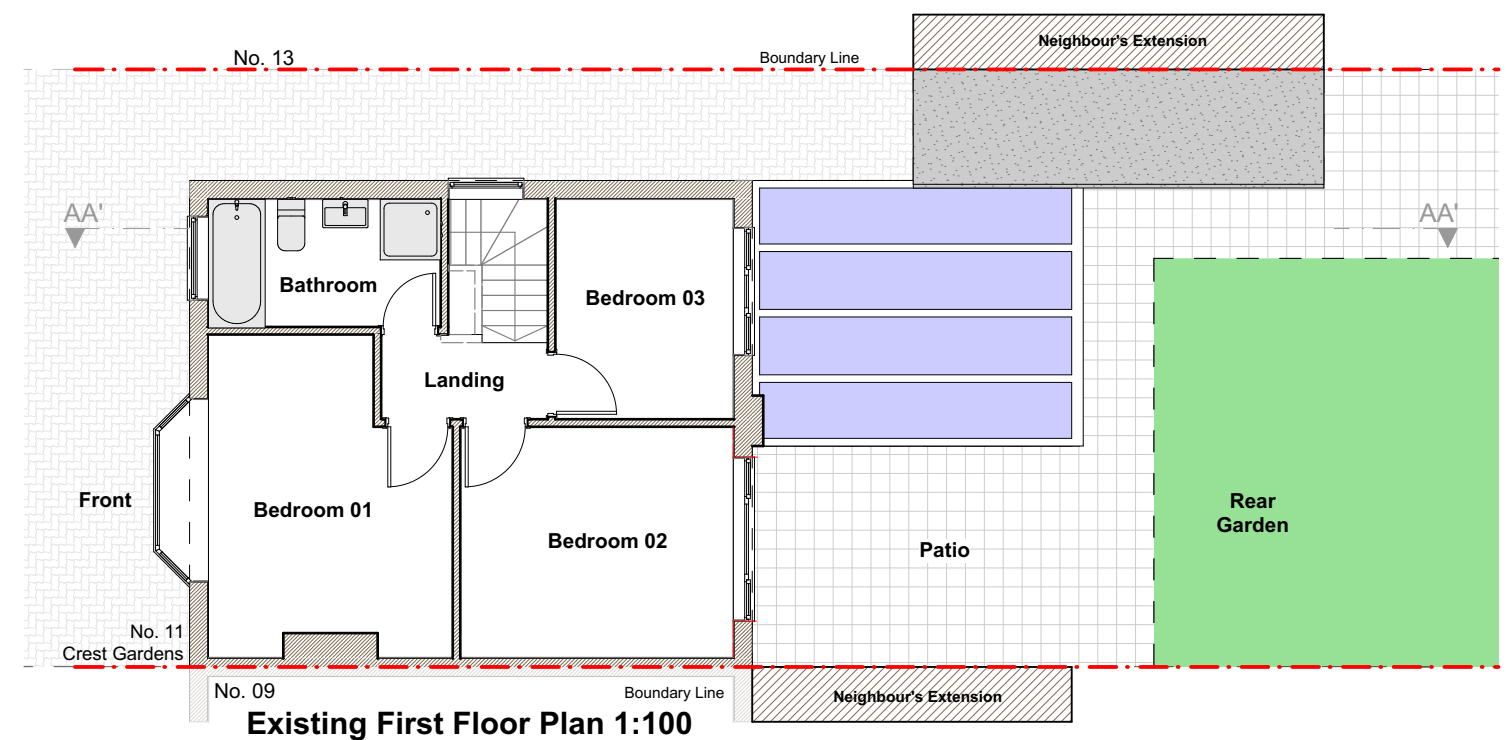 No. 13
Boundary Line
Neighbour's Extension
AA'
AA'
Bathroom
Bedroom 03
Landing
Front
Bedroom 01
Bedroom 02
Patio
Rear
Garden
No. 11
Crest Gardens
No. 09
Boundary Line
Neighbour's Extension
Existing First Floor Plan 1:100